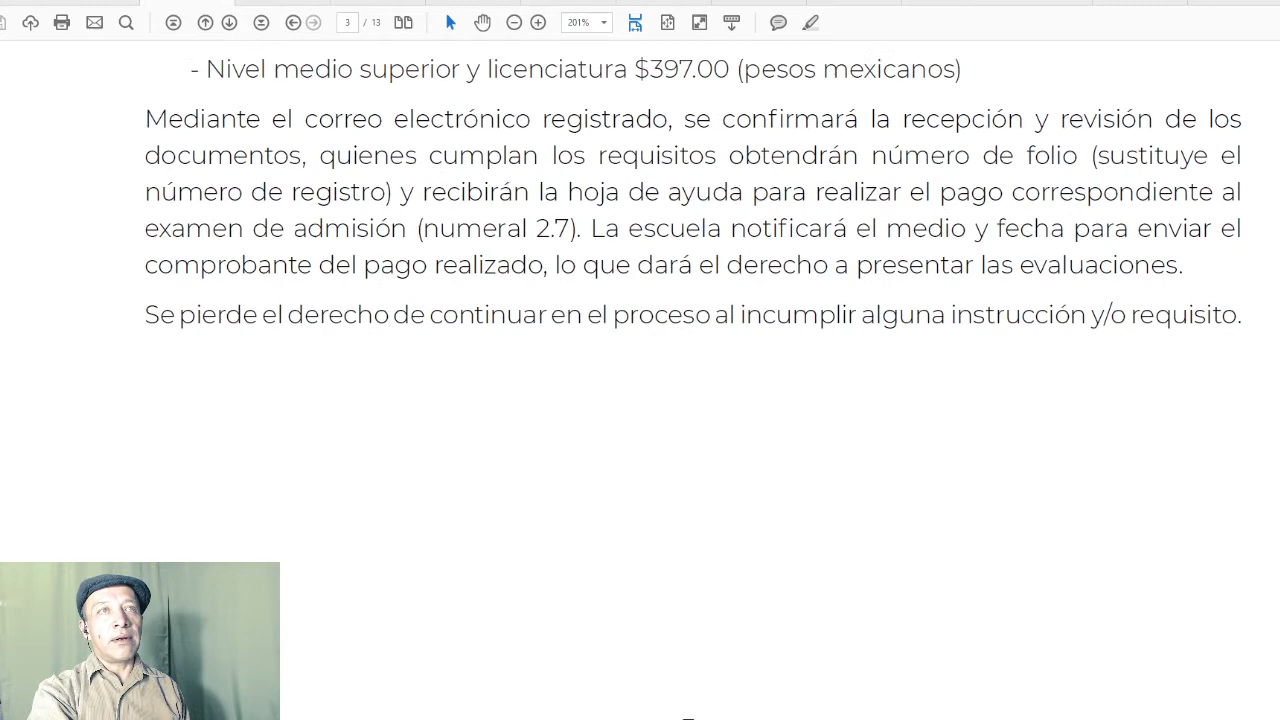 3 / 13
201%
- Nivel medio superior y licenciatura $397.00 (pesos mexicanos)
Mediante el correo electrónico registrado, se confirmará la recepción y revisión de los
documentos, quienes cumplan los requisitos obtendrán número de folio (sustituye el
número de registro) y recibirán la hoja de ayuda para realizar el pago correspondiente al
examen de admisión (numeral 2.7). La escuela notificará el medio y fecha para enviar el
comprobante del pago realizado, lo que dará el derecho a presentar las evaluaciones.
Se pierde el derecho de continuar en el proceso al incumplir alguna instrucción y/o requisito.